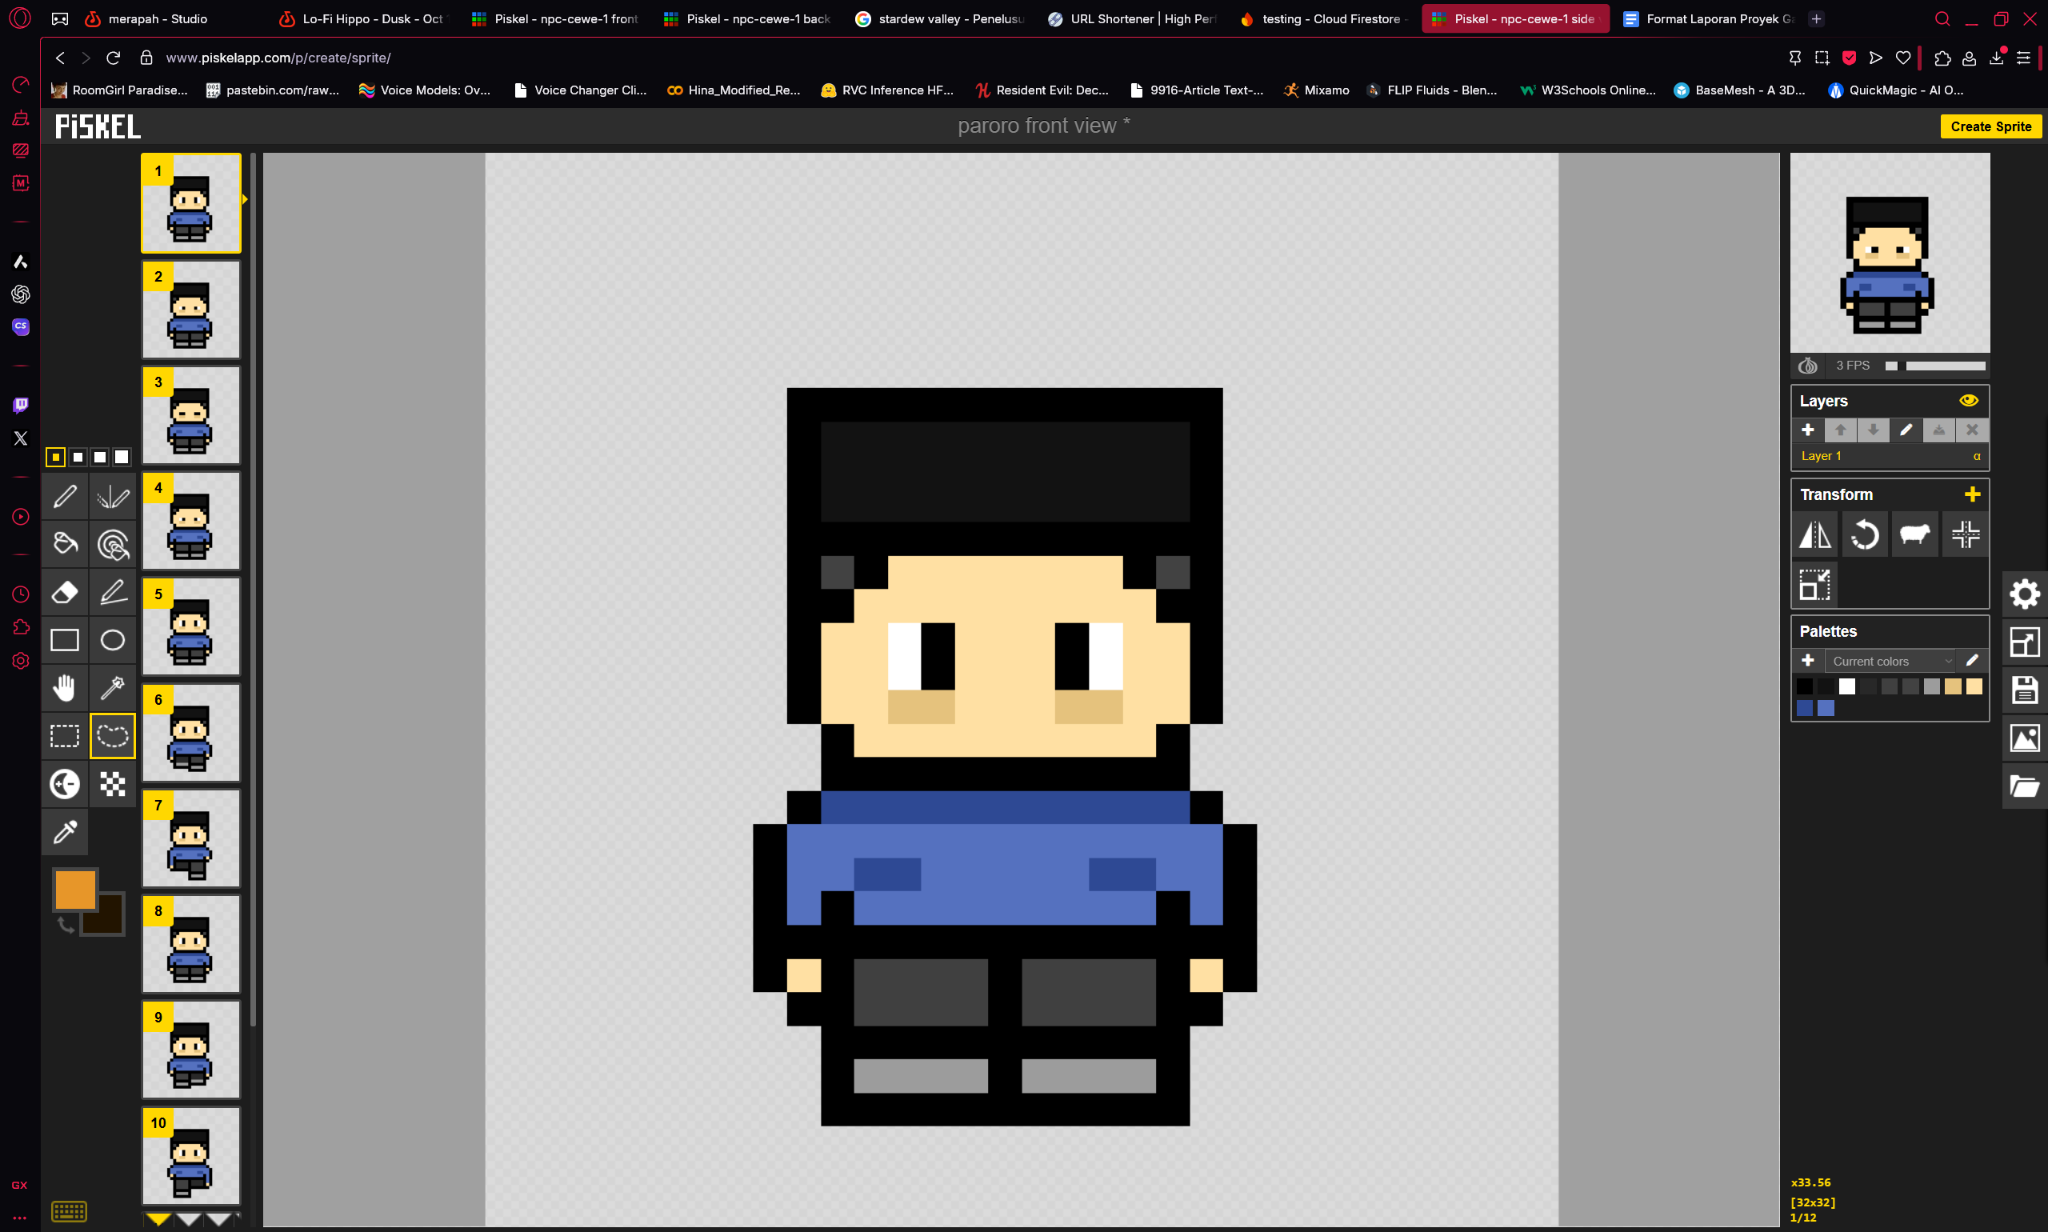 merapah - Studio
Lo-Fi Hippo - Dusk - Oct
Piskel - npc-cewe-1 front
Piskel - npc-cewe-1 back
stardew valley - Penelusu
URL Shortener | High Perf
testing - Cloud Firestore -
Piskel - npc-cewe-1 side
Format Laporan Proyek Ga
www.piskelapp.com/p/create/sprite/
RoomGirl Paradise...
pastebin.com/raw...
Voice Models: Ov...
Voice Changer Cli...
Hina_Modified_Re...
RVC Inference HF...
Resident Evil: Dec...
9916-Article Text-...
Mixamo
FLIP Fluids - Blen...
W3Schools Online...
BaseMesh - A 3D...
QuickMagic - AI O...
PiSKEL
paroro front view *
Create Sprite
1
2
3
4
5
6
7
8
9
10
3 FPS
Layers
Layer 1
α
Transform
Palettes
Current colors
CS
GX
x33.56
[32x32]
1/12